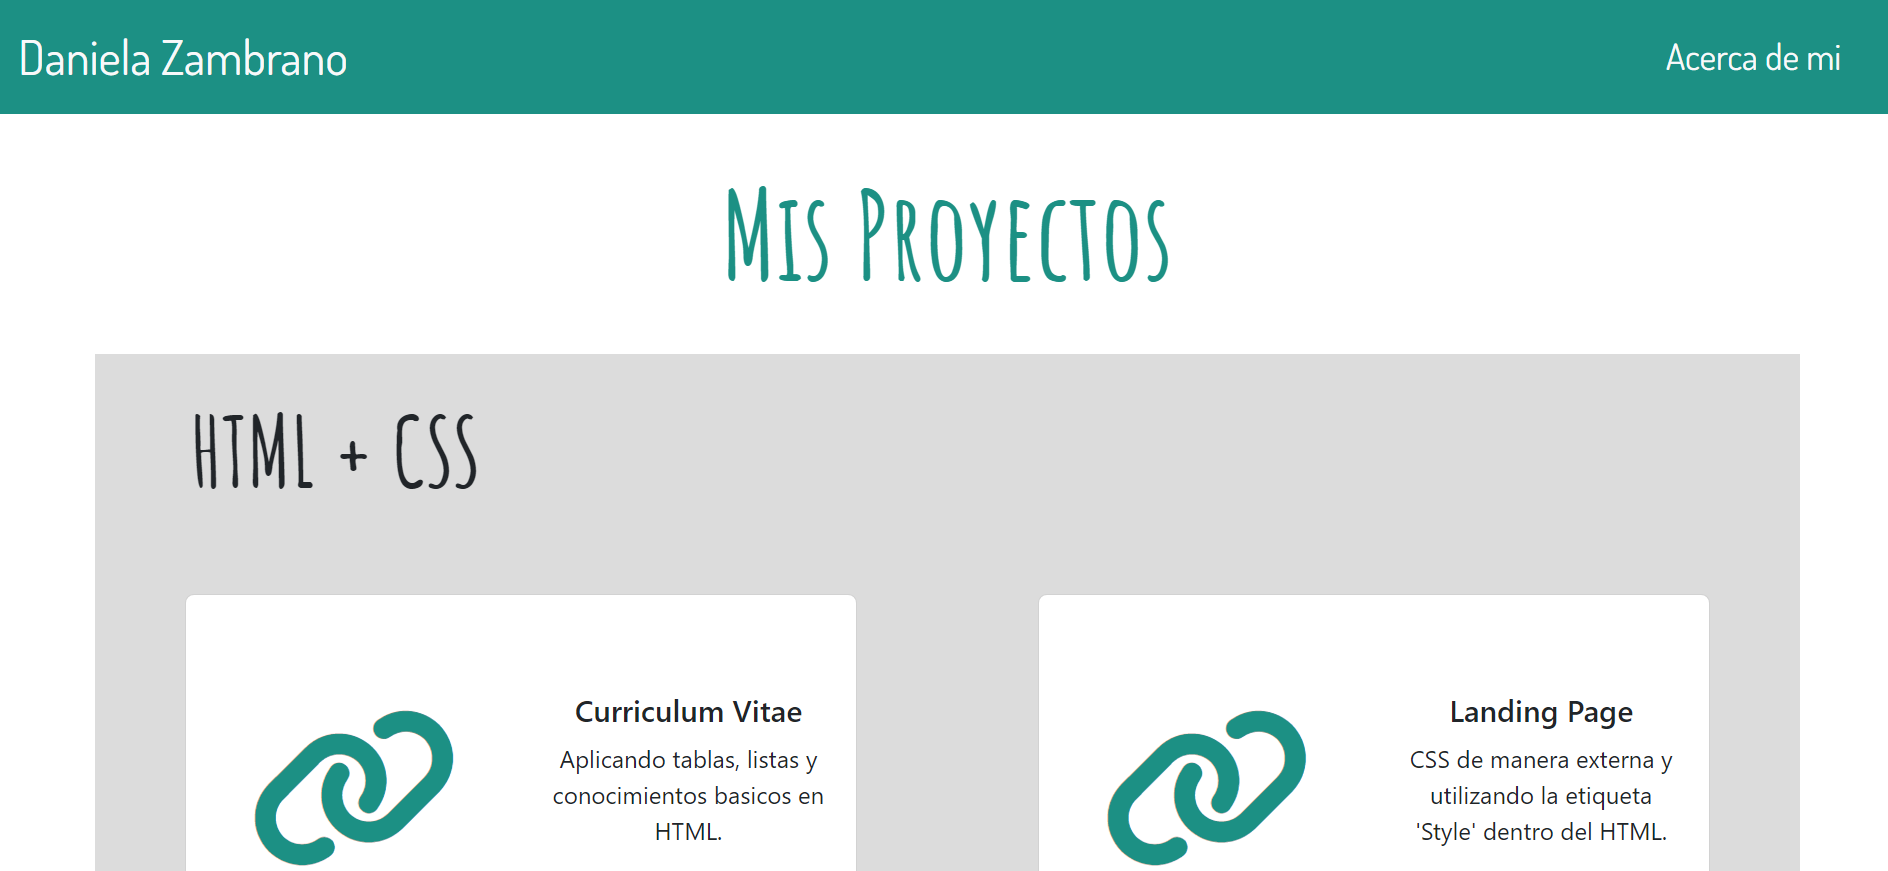 Daniela Zambrano
Acerca de mi
Mis Proyectos
HTML + CSS
Curriculum Vitae
Aplicando tablas, listas y
conocimientos basicos en
HTML.
Landing Page
CSS de manera externa y
utilizando la etiqueta
'Style' dentro del HTML.